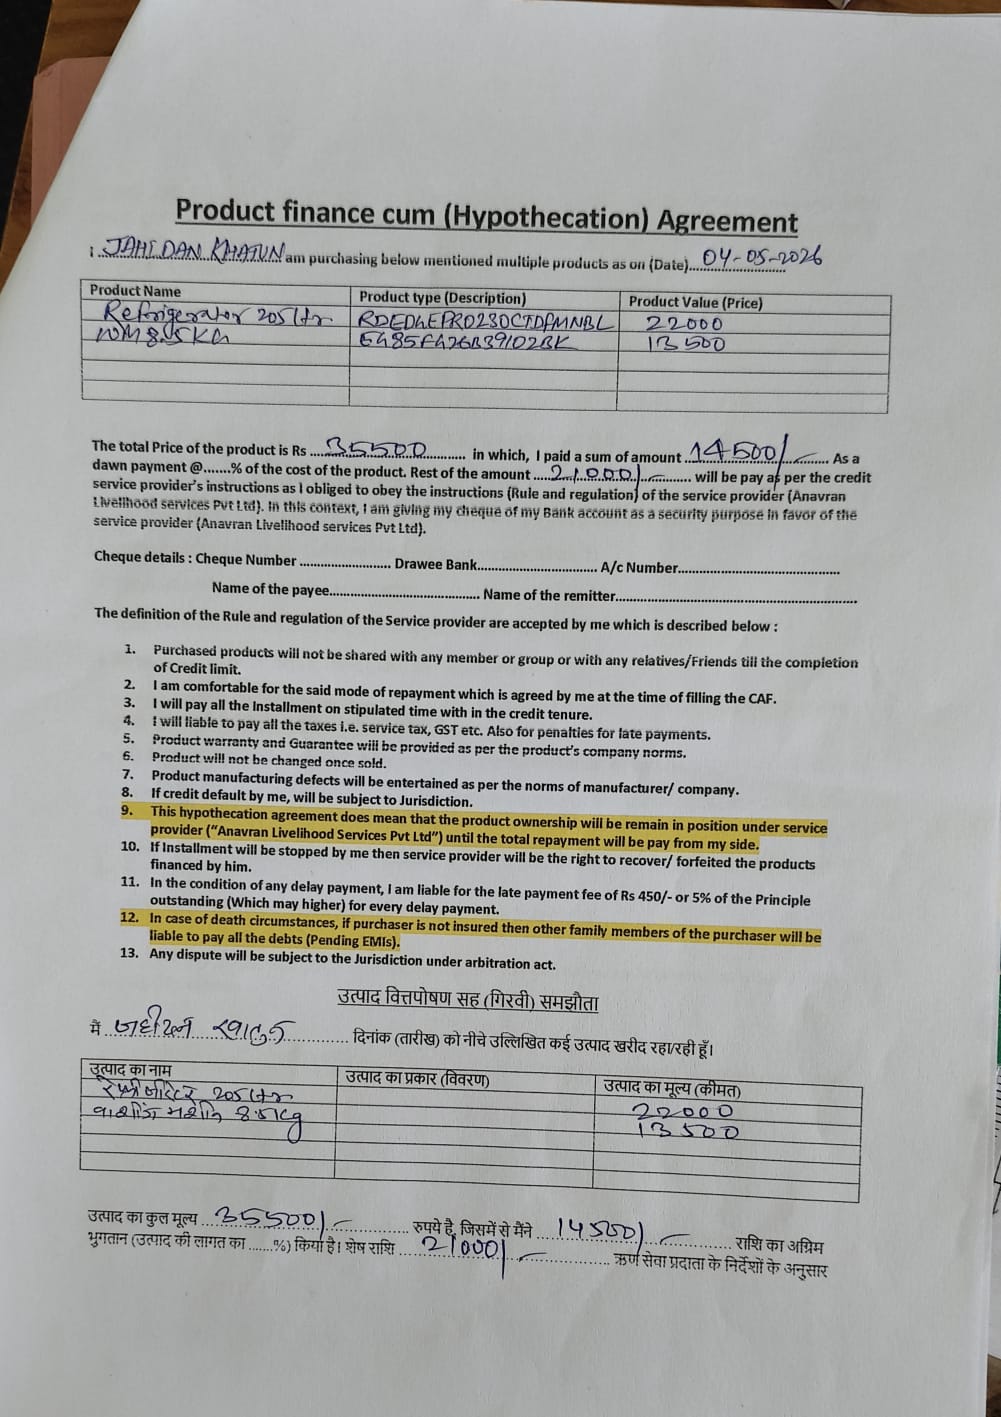 Product finance cum (Hypothecation) Agreement
i JAHIDAN KHATUN am purchasing below mentioned multiple products as on (Date) 04-05-2026
Product Name Product type (Description) Product Value (Price)
Refrigerator 205 Ltr 22000
WM 8.5 KG 13500
The total Price of the product is Rs 35500 in which, I paid a sum of amount 14500/- As a
dawn payment @.......% of the cost of the product. Rest of the amount 21000/- will be pay as per the credit
service provider's instructions as I obliged to obey the instructions (Rule and regulation) of the service provider (Anavran
Livelihood services Pvt Ltd). In this context, I am giving my cheque of my Bank account as a security purpose in favor of the
service provider (Anavran Livelihood services Pvt Ltd).
Cheque details : Cheque Number .......................... Drawee Bank.................................. A/c Number..............................................
Name of the payee........................................... Name of the remitter.....................................................................
The definition of the Rule and regulation of the Service provider are accepted by me which is described below :
1. Purchased products will not be shared with any member or group or with any relatives/Friends till the completion
of Credit limit.
2. I am comfortable for the said mode of repayment which is agreed by me at the time of filling the CAF.
3. I will pay all the Installment on stipulated time with in the credit tenure.
4. I will liable to pay all the taxes i.e. service tax, GST etc. Also for penalties for late payments.
5. Product warranty and Guarantee will be provided as per the product's company norms.
6. Product will not be changed once sold.
7. Product manufacturing defects will be entertained as per the norms of manufacturer/ company.
8. If credit default by me, will be subject to Jurisdiction.
9. This hypothecation agreement does mean that the product ownership will be remain in position under service
provider ("Anavran Livelihood Services Pvt Ltd") until the total repayment will be pay from my side.
10. If Installment will be stopped by me then service provider will be the right to recover/ forfeited the products
financed by him.
11. In the condition of any delay payment, I am liable for the late payment fee of Rs 450/- or 5% of the Principle
outstanding (Which may higher) for every delay payment.
12. In case of death circumstances, if purchaser is not insured then other family members of the purchaser will be
liable to pay all the debts (Pending EMIs).
13. Any dispute will be subject to the Jurisdiction under arbitration act.
उत्पाद वित्तपोषण सह (गिरवी) समझौता
मैं दिनांक (तारीख) को नीचे उल्लिखित कई उत्पाद खरीद रहा/रही हूँ।
उत्पाद का नाम उत्पाद का प्रकार (विवरण) उत्पाद का मूल्य (कीमत)
205 Ltr 22000
8.5 Kg 13500
उत्पाद का कुल मूल्य 35500/- रुपये है, जिसमें से मैंने 14500/- राशि का अग्रिम
भुगतान (उत्पाद की लागत का .......%) किया है। शेष राशि 21000/- ऋण सेवा प्रदाता के निर्देशों के अनुसार